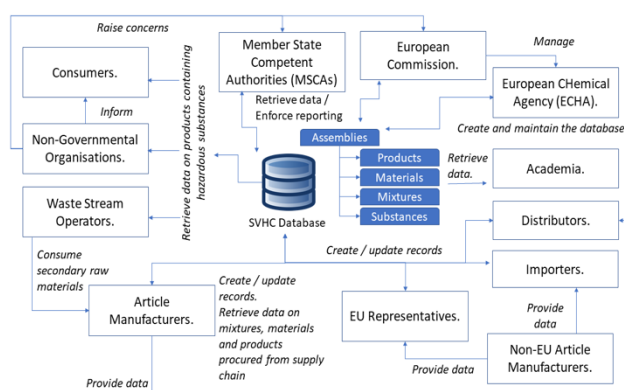 Raise concerns
Consumers.
Inform
Non-Governmental
Organisations.
Waste Stream
Operators.
Consume
secondary raw
materials
Retrieve data on products containing
hazardous substances
Member State
Competent
Authorities (MSCAs)
Retrieve data /
Enforce reporting
European
Commission.
Manage
European CHemical
Agency (ECHA).
Create and maintain the database
Assemblies
Products
Materials
Mixtures
Substances
Retrieve
data.
Academia.
SVHC Database
Distributors.
Create / update records
Importers.
Article
Manufacturers.
Create / update
records.
Retrieve data on
mixtures, materials
and products
procured from supply
chain
EU Representatives.
Provide
data
Non-EU Article
Manufacturers.
Provide data
Provide data